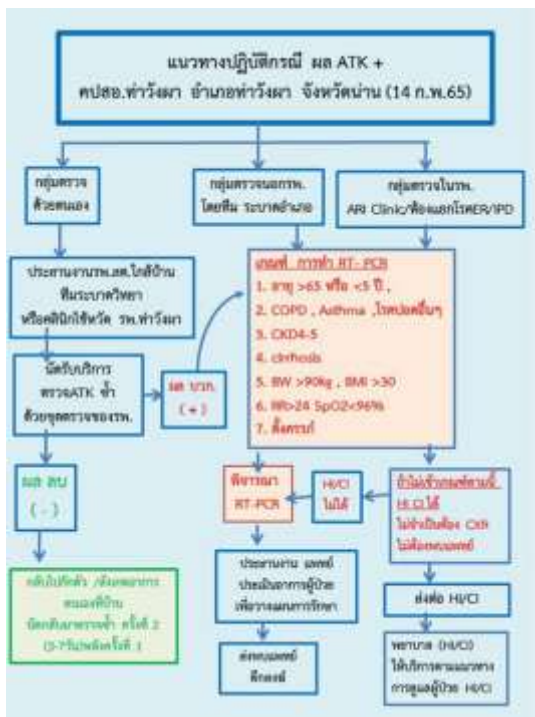 แนวทางปฏิบัติกรณี ผล ATK +
คปสอ.ท่าวังผา อำเภอท่าวังผา จังหวัดน่าน (14 ก.พ.65)
กลุ่มตรวจ
ด้วยตนเอง
กลุ่มตรวจนอกรพ.
โดยทีม ระบาดอำเภอ
กลุ่มตรวจในรพ.
ARI Clinic/ห้องแยกโรคER/IPD
ประสานงานรพ.สต.ใกล้บ้าน
ทีมระบาดวิทยา
หรือคลินิกไข้หวัด รพ.ท่าวังผา
เกณฑ์ การทำ RT- PCR
1. อายุ >65 หรือ <5 ปี ,
2. COPD , Asthma ,โรคปอดอื่นๆ
3. CKD4-5
4. cirrhosis
5. BW >90kg , BMI >30
6. RR>24 SpO2<96%
7. ตั้งครรภ์
นัดรับบริการ
ตรวจATK ซ้ำ
ด้วยชุดตรวจของรพ.
ผล บวก
(+)
ผล ลบ
( - )
พิจารณา
RT-PCR
HI/CI
ไม่ได้
ถ้าไม่เข้าเกณฑ์ตามนี้
HI CI ได้
ไม่จำเป็นต้อง CXR
ไม่ต้องพบแพทย์
กลับไปกักตัว /สังเกตอาการ
ตนเองที่บ้าน
นัดกลับมาตรวจซ้ำ ครั้งที่ 2
(5-7วัน)หลังครั้งที่ 1
ประสานงาน แพทย์
ประเมินอาการผู้ป่วย
เพื่อวางแผนการรักษา
ส่งต่อ HI/CI
ส่งพบแพทย์
ตึกสงฆ์
พยาบาล (HI/CI)
ให้บริการตามแนวทาง
การดูแลผู้ป่วย HI/CI